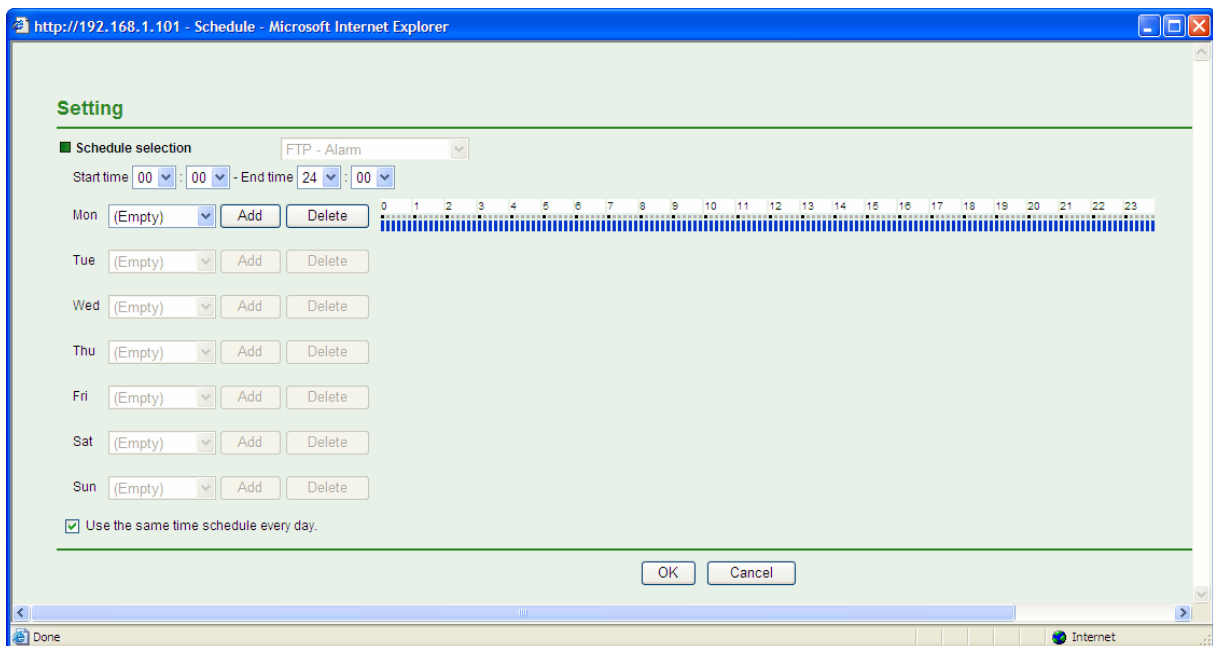 http://192.168.1.101 - Schedule - Microsoft Internet Explorer
Setting
Schedule selection FTP - Alarm
Start time 00 : 00 - End time 24 : 00
Mon (Empty) Add Delete 0 1 2 3 4 5 6 7 8 9 10 11 12 13 14 15 16 17 18 19 20 21 22 23
Tue (Empty) Add Delete
Wed (Empty) Add Delete
Thu (Empty) Add Delete
Fri (Empty) Add Delete
Sat (Empty) Add Delete
Sun (Empty) Add Delete
Use the same time schedule every day.
OK Cancel
Done Internet